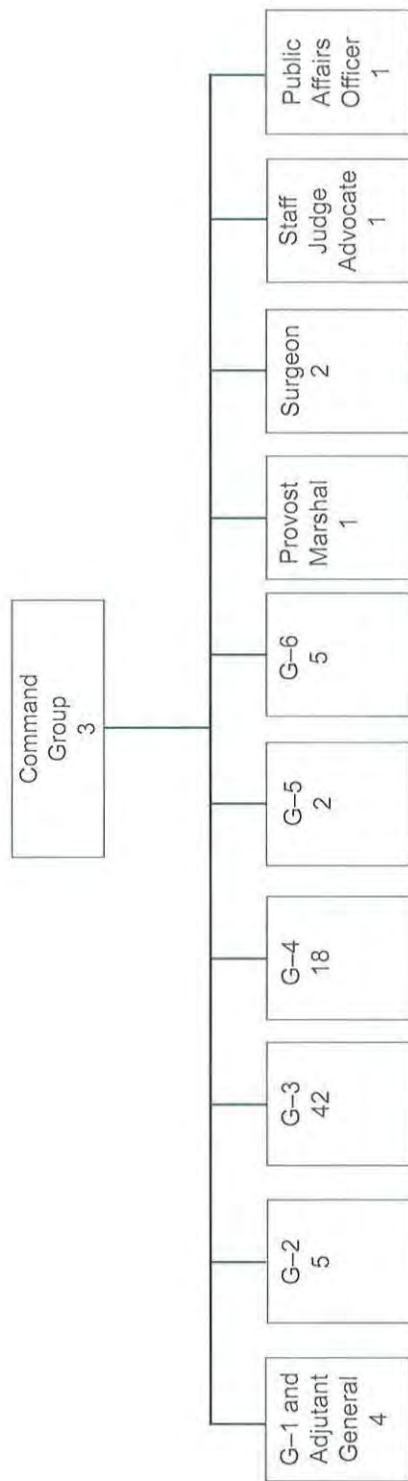 Command
Group
3
G–1 and
Adjutant
General
4
G–2
5
G–3
42
G–4
18
G–5
2
G–6
5
Provost
Marshal
1
Surgeon
2
Staff
Judge
Advocate
1
Public
Affairs
Officer
1